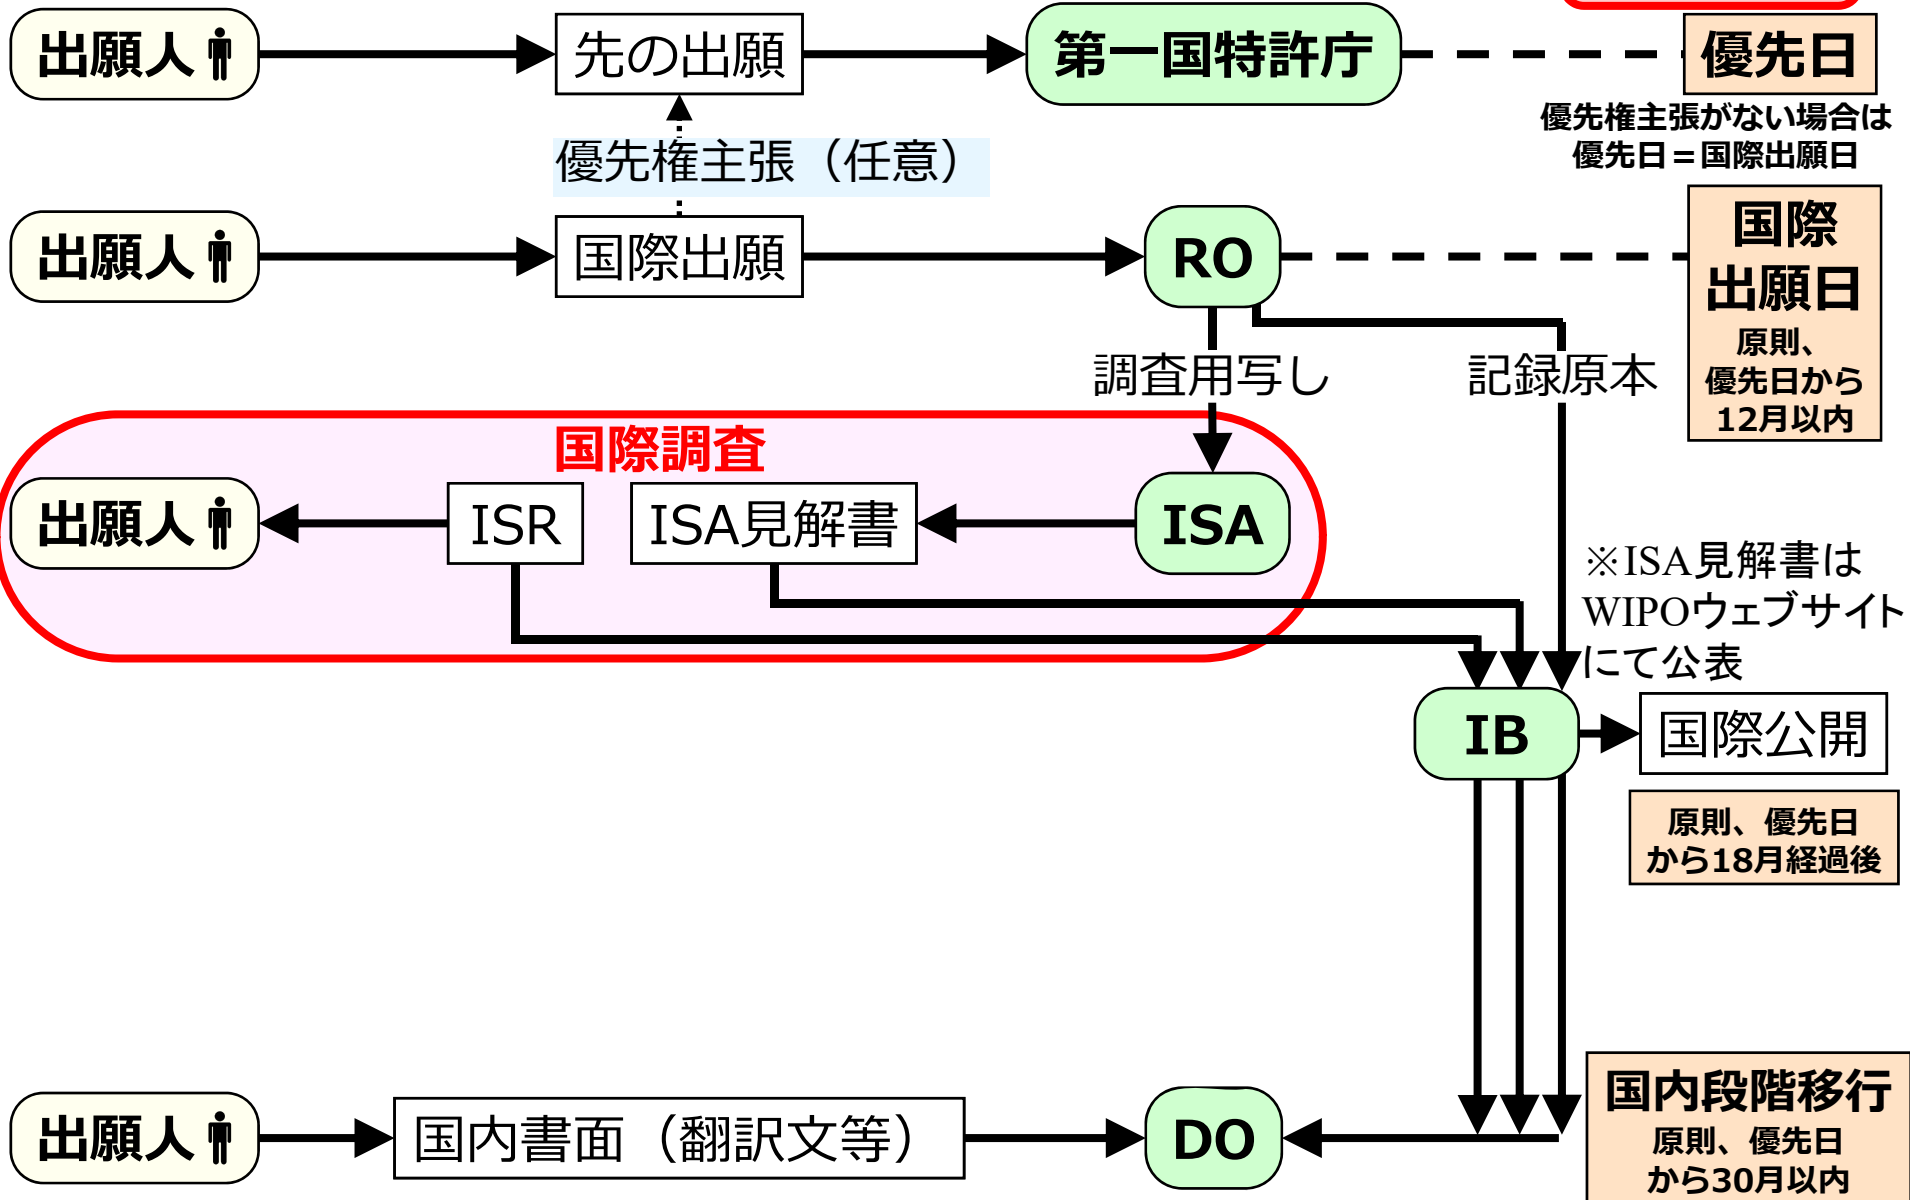 出願人
先の出願
第一国特許庁
優先日
優先権主張がない場合は
優先日＝国際出願日
優先権主張（任意）
出願人
国際出願
RO
国際
出願日
原則、
優先日から
12月以内
調査用写し
記録原本
国際調査
出願人
ISR
ISA見解書
ISA
※ISA見解書は
WIPOウェブサイト
にて公表
IB
国際公開
原則、優先日
から18月経過後
出願人
国内書面（翻訳文等）
DO
国内段階移行
原則、優先日
から30月以内